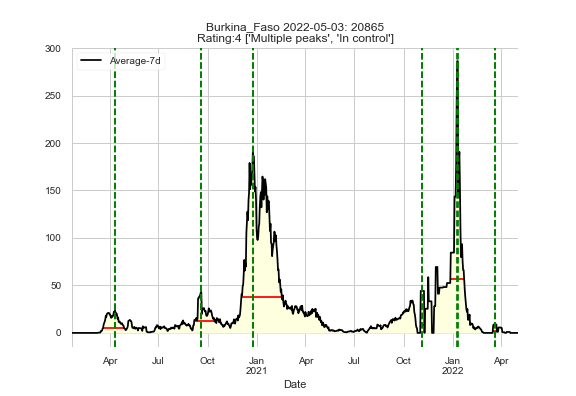 Burkina_Faso 2022-05-03: 20865
Rating:4 ['Multiple peaks', 'In control']
Average-7d
300
250
200
150
100
50
0
Apr Jul Oct Jan Apr Jul Oct Jan Apr
2021 2022
Date